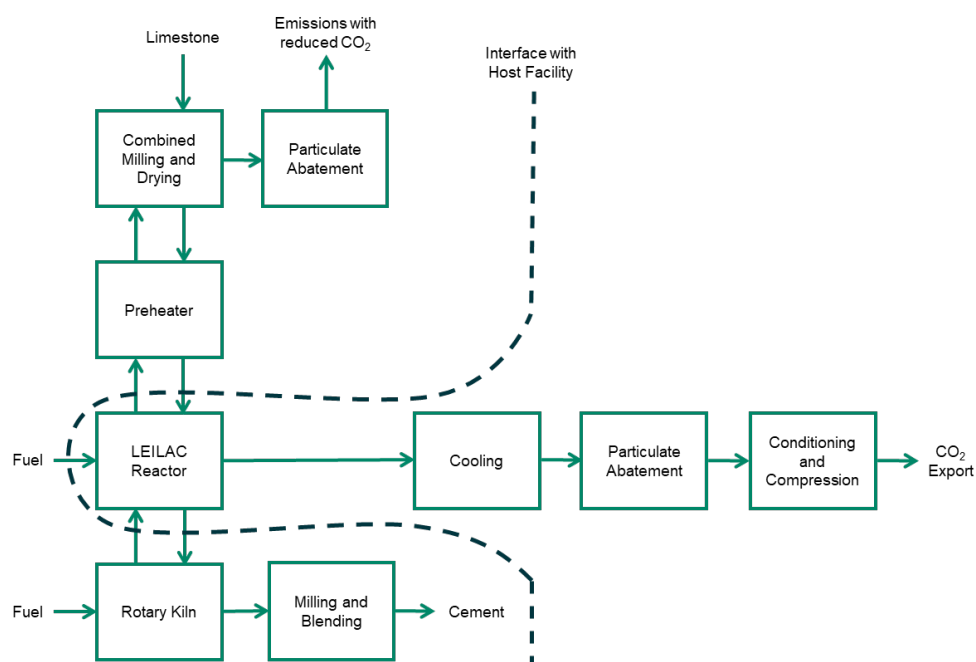 Limestone
Emissions with
reduced CO₂
Interface with
Host Facility
Combined
Milling and
Drying
Particulate
Abatement
Preheater
Fuel
LEILAC
Reactor
Cooling
Particulate
Abatement
Conditioning
and
Compression
CO₂
Export
Fuel
Rotary Kiln
Milling and
Blending
Cement